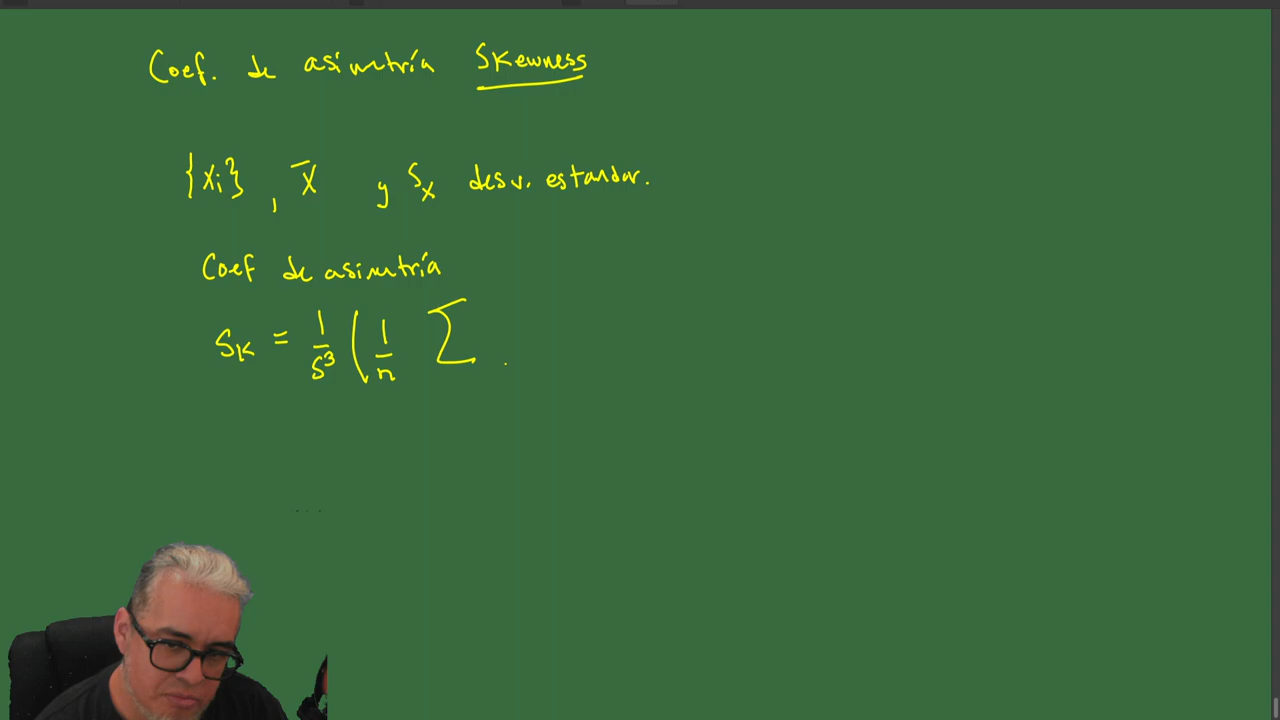 Coef. de asimetría Skewness
{xi}, x̄ y Sx desv. estandar.
Coef de asimetría
SK = 1/S³ ( 1/n Σ